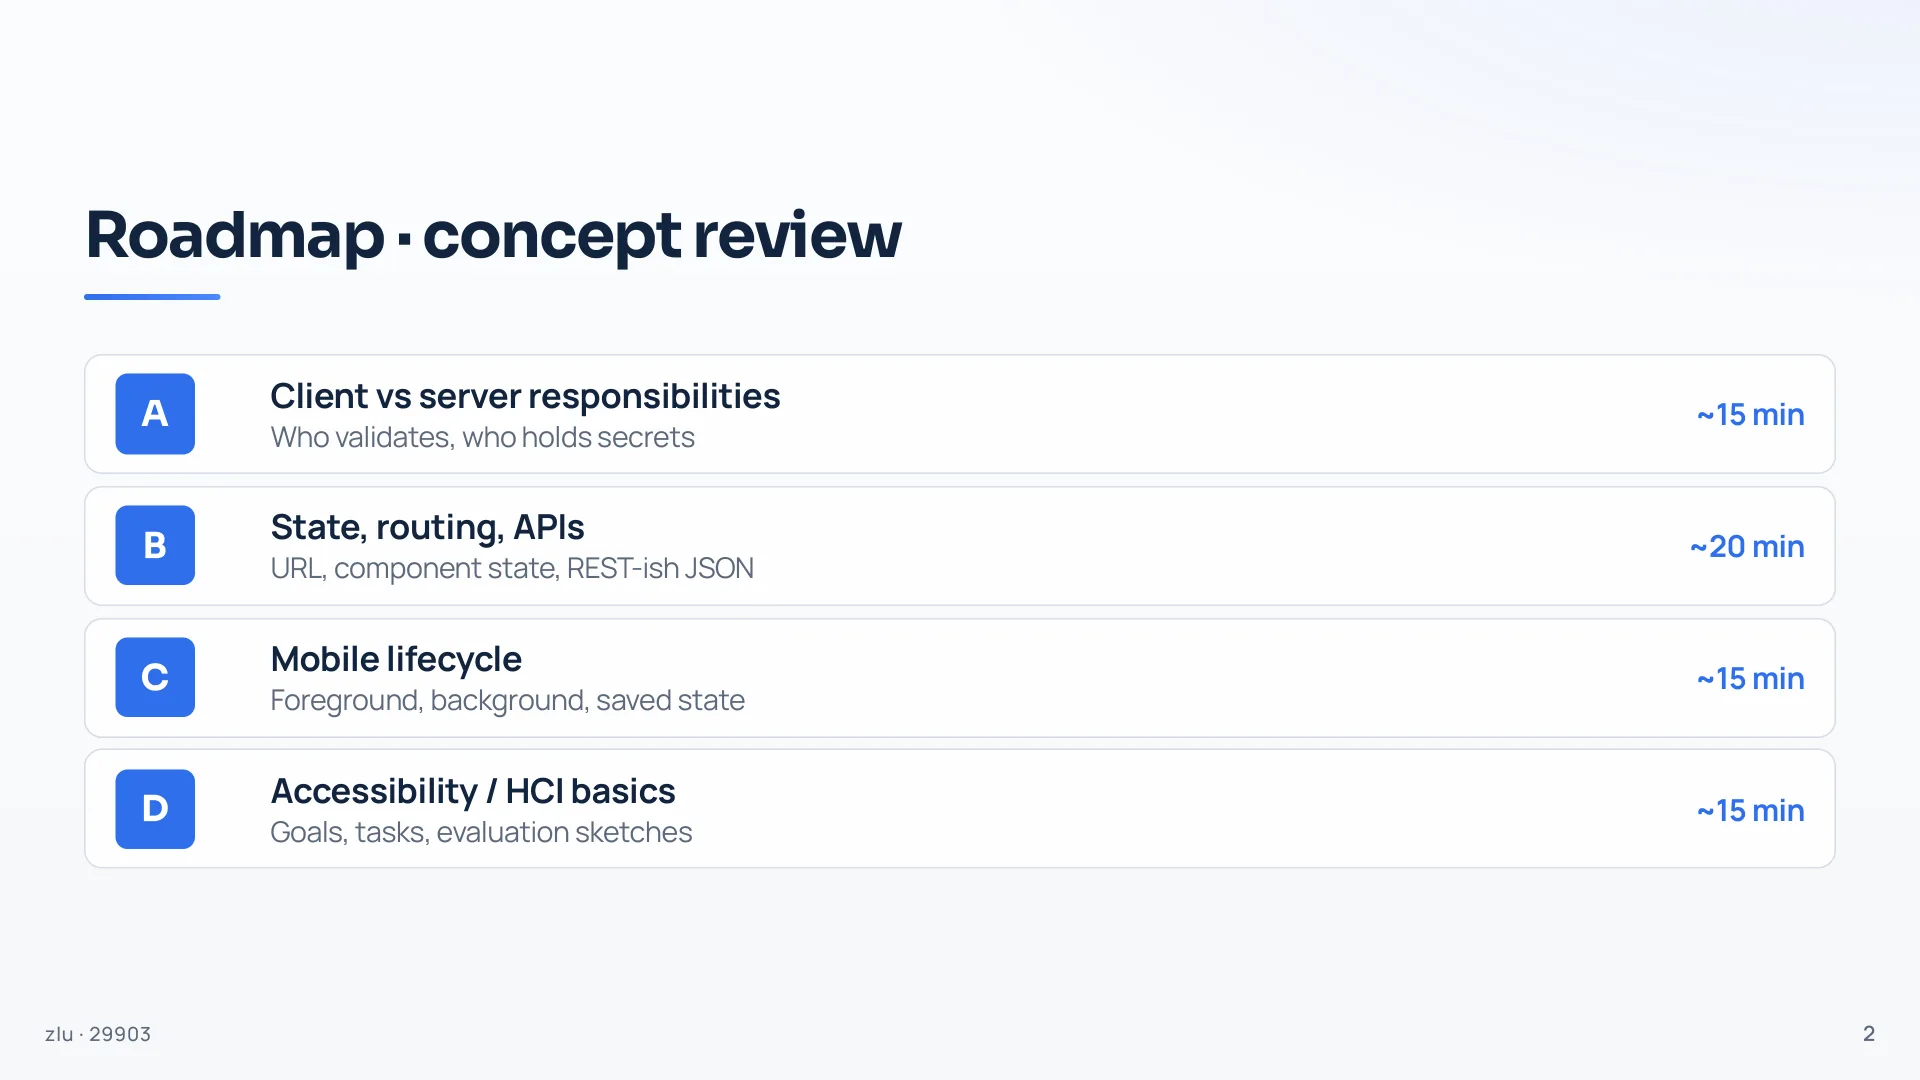 Roadmap · concept review
A
Client vs server responsibilities
Who validates, who holds secrets
~15 min
B
State, routing, APIs
URL, component state, REST-ish JSON
~20 min
C
Mobile lifecycle
Foreground, background, saved state
~15 min
D
Accessibility / HCI basics
Goals, tasks, evaluation sketches
~15 min
zlu · 29903
2